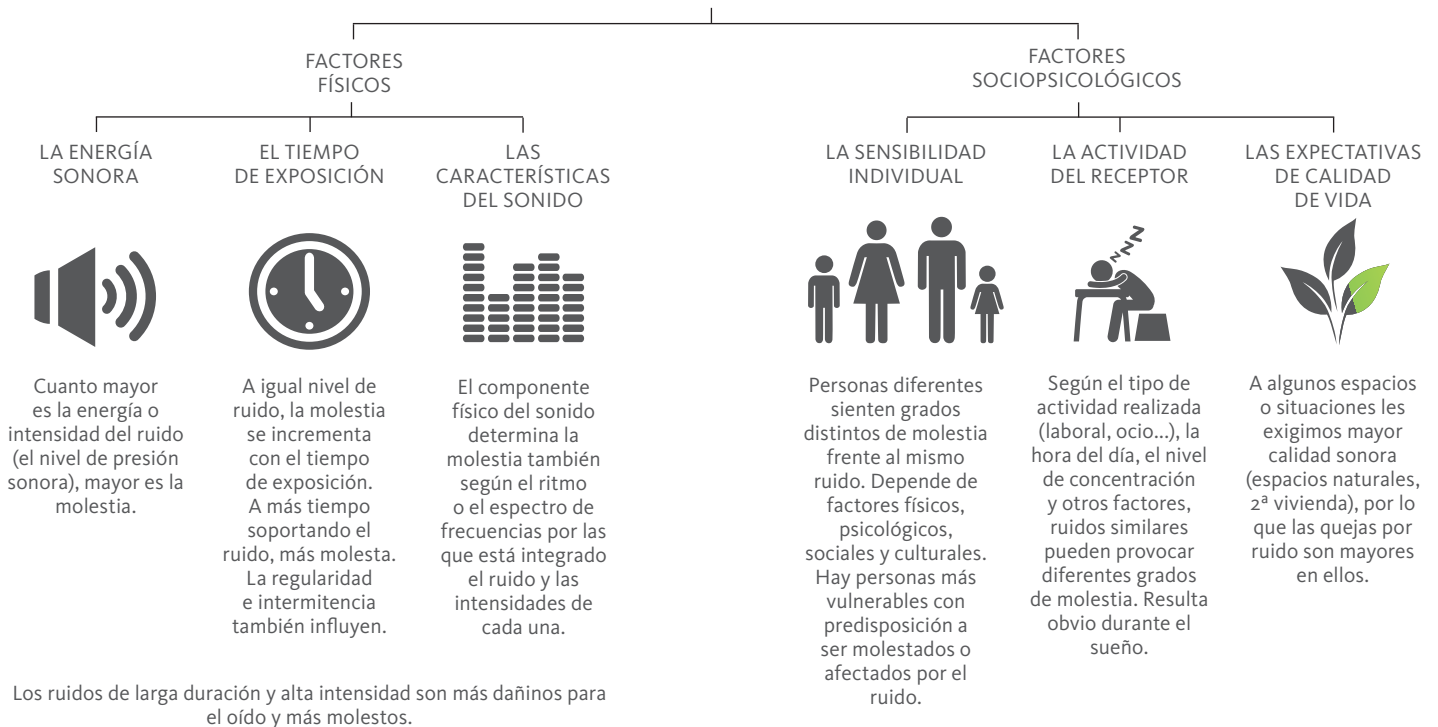 FACTORES
FÍSICOS
FACTORES
SOCIOPSICOLÓGICOS
LA ENERGÍA
SONORA
EL TIEMPO
DE EXPOSICIÓN
LAS
CARACTERÍSTICAS
DEL SONIDO
LA SENSIBILIDAD
INDIVIDUAL
LA ACTIVIDAD
DEL RECEPTOR
LAS EXPECTATIVAS
DE CALIDAD
DE VIDA
Z
Z
Z
Z
Cuanto mayor
es la energía o
intensidad del ruido
(el nivel de presión
sonora), mayor es la
molestia.
A igual nivel de
ruido, la molestia
se incrementa
con el tiempo
de exposición.
A más tiempo
soportando el
ruido, más molesta.
La regularidad
e intermitencia
también influyen.
El componente
físico del sonido
determina la
molestia también
según el ritmo
o el espectro de
frecuencias por las
que está integrado
el ruido y las
intensidades de
cada una.
Personas diferentes
sienten grados
distintos de molestia
frente al mismo
ruido. Depende de
factores físicos,
psicológicos,
sociales y culturales.
Hay personas más
vulnerables con
predisposición a
ser molestados o
afectados por el
ruido.
Según el tipo de
actividad realizada
(laboral, ocio...), la
hora del día, el nivel
de concentración
y otros factores,
ruidos similares
pueden provocar
diferentes grados
de molestia. Resulta
obvio durante el
sueño.
A algunos espacios
o situaciones les
exigimos mayor
calidad sonora
(espacios naturales,
2ª vivienda), por lo
que las quejas por
ruido son mayores
en ellos.
Los ruidos de larga duración y alta intensidad son más dañinos para
el oído y más molestos.